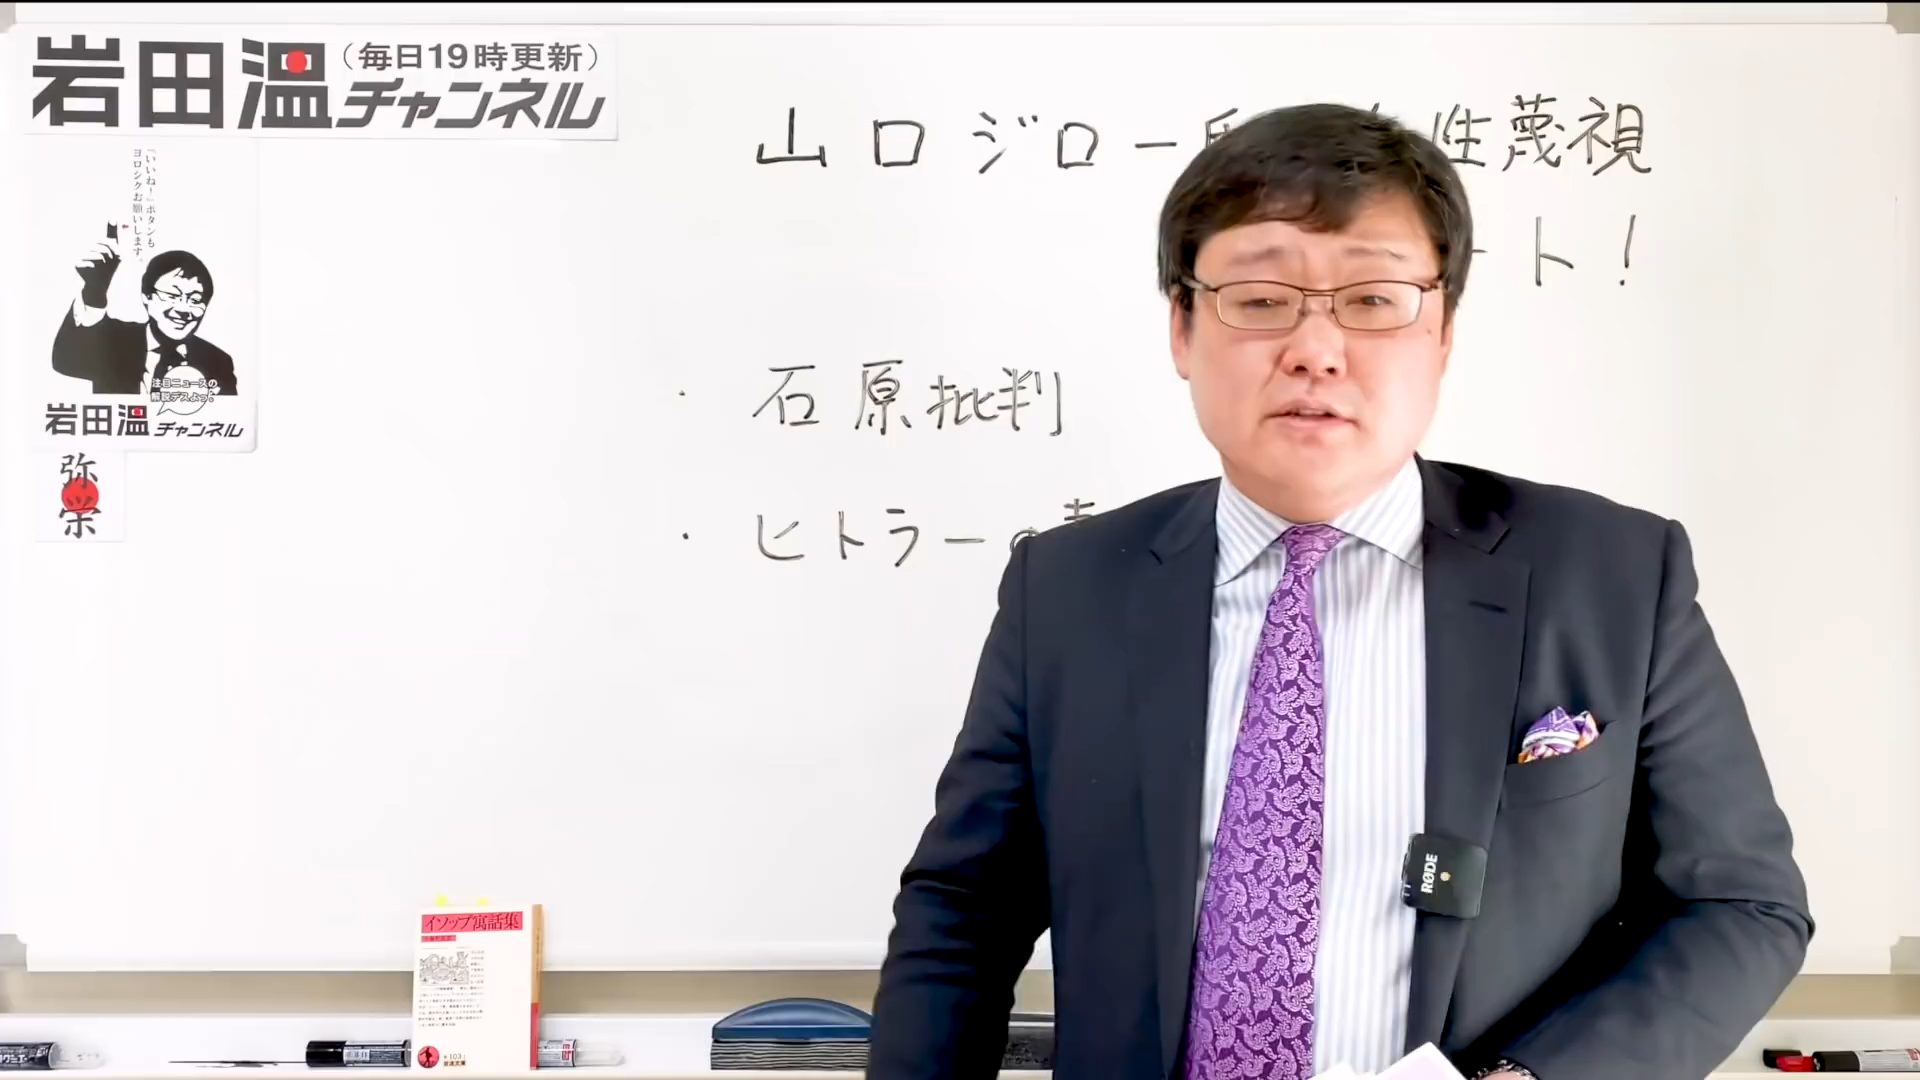 岩田温チャンネル
(毎日19時更新)
「いいね!」ボタンも
ヨロシクお願いします。
注目ニュースの
解説デスよっ!
岩田温チャンネル
弥栄
山口ジロー 性蔑視
ート!
・石原批判
・ヒトラーの
イソップ寓話集
RØDE